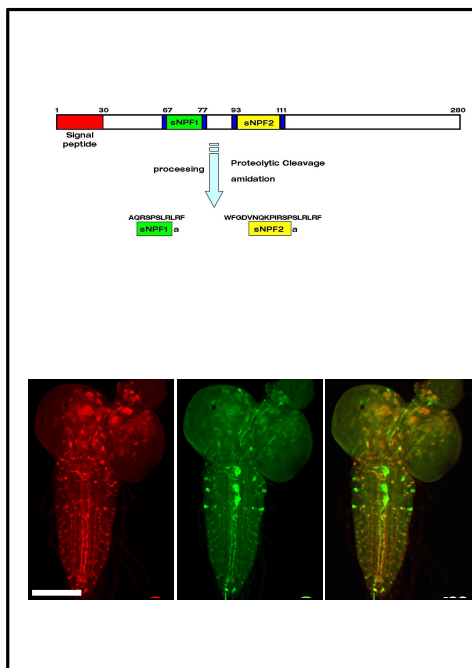 1 30 67 77 93 111 280
sNPF1 sNPF2
Signal
peptide
processing
Proteolytic Cleavage
amidation
AQRSPSLRLRF WFGDVNQKPIRSPSLRLRF
sNPF1 a sNPF2 a